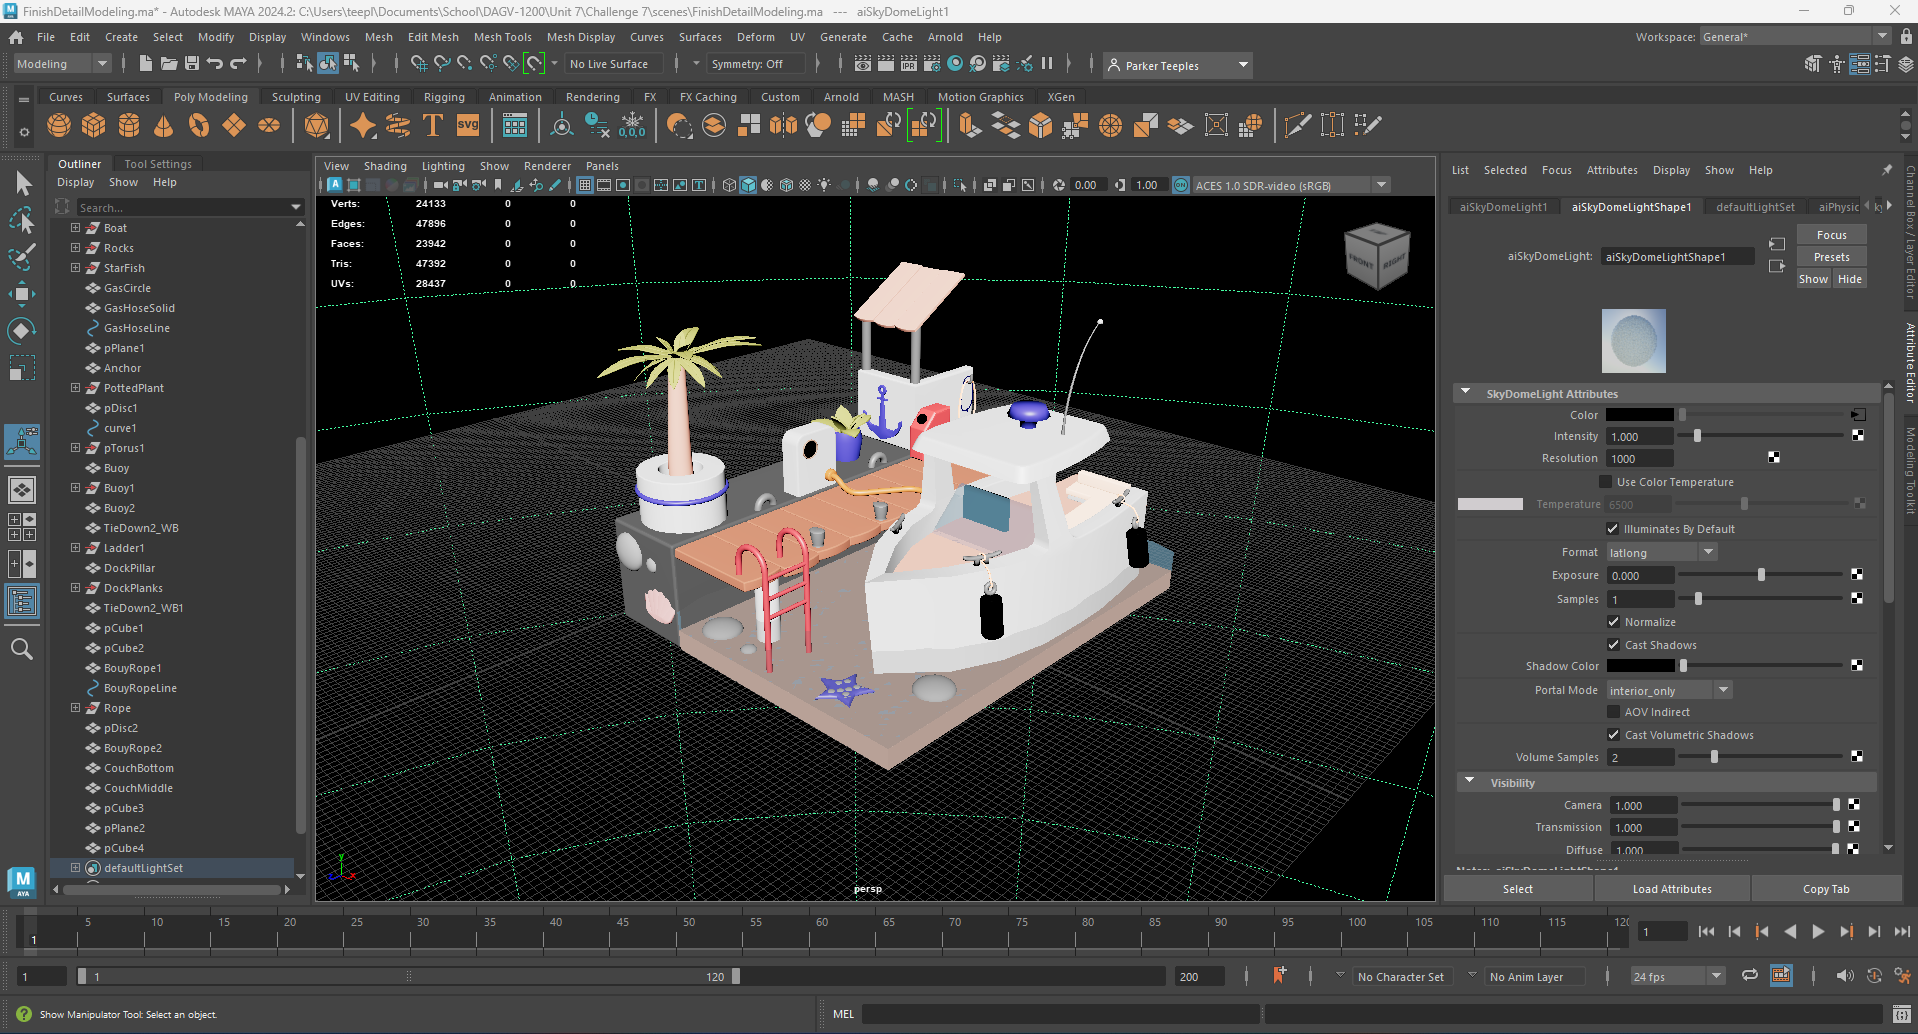 FinishDetailModeling.ma* - Autodesk MAYA 2024.2: C:\Users\teepl\Documents\School\DAGV-1200\Unit 7\Challenge 7\scenes\FinishDetailModeling.ma --- aiSkyDomeLight1
File Edit Create Select Modify Display Windows Mesh Edit Mesh Mesh Tools Mesh Display Curves Surfaces Deform UV Generate Cache Arnold Help
Workspace: General*
Modeling No Live Surface Symmetry: Off Parker Teeples
Curves Surfaces Poly Modeling Sculpting UV Editing Rigging Animation Rendering FX FX Caching Custom Arnold MASH Motion Graphics XGen
T SVG 0,0,0
Outliner Tool Settings
Display Show Help
Search...
Boat
Rocks
StarFish
GasCircle
GasHoseSolid
GasHoseLine
pPlane1
Anchor
PottedPlant
pDisc1
curve1
pTorus1
Buoy
Buoy1
Buoy2
TieDown2_WB
Ladder1
DockPillar
DockPlanks
TieDown2_WB1
pCube1
pCube2
BouyRope1
BouyRopeLine
Rope
pDisc2
BouyRope2
CouchBottom
CouchMiddle
pCube3
pPlane2
pCube4
defaultLightSet
View Shading Lighting Show Renderer Panels
0.00 1.00 ACES 1.0 SDR-video (sRGB)
Verts: 24133 0 0
Edges: 47896 0 0
Faces: 23942 0 0
Tris: 47392 0 0
UVs: 28437 0 0
FRONT RIGHT
persp
List Selected Focus Attributes Display Show Help
aiSkyDomeLight1 aiSkyDomeLightShape1 defaultLightSet aiPhysic
Focus
aiSkyDomeLight: aiSkyDomeLightShape1
Presets
Show Hide
SkyDomeLight Attributes
Color
Intensity 1.000
Resolution 1000
Use Color Temperature
Temperature 6500
Illuminates By Default
Format latlong
Exposure 0.000
Samples 1
Normalize
Cast Shadows
Shadow Color
Portal Mode interior_only
AOV Indirect
Cast Volumetric Shadows
Volume Samples 2
Visibility
Camera 1.000
Transmission 1.000
Diffuse 1.000
Notes: aiSkyDomeLightShape1
Select Load Attributes Copy Tab
Channel Box / Layer Editor
Attribute Editor
Modeling Toolkit
5 10 15 20 25 30 35 40 45 50 55 60 65 70 75 80 85 90 95 100 105 110 115 120
1 1
1 1 120 200 No Character Set No Anim Layer 24 fps
Show Manipulator Tool: Select an object.
MEL